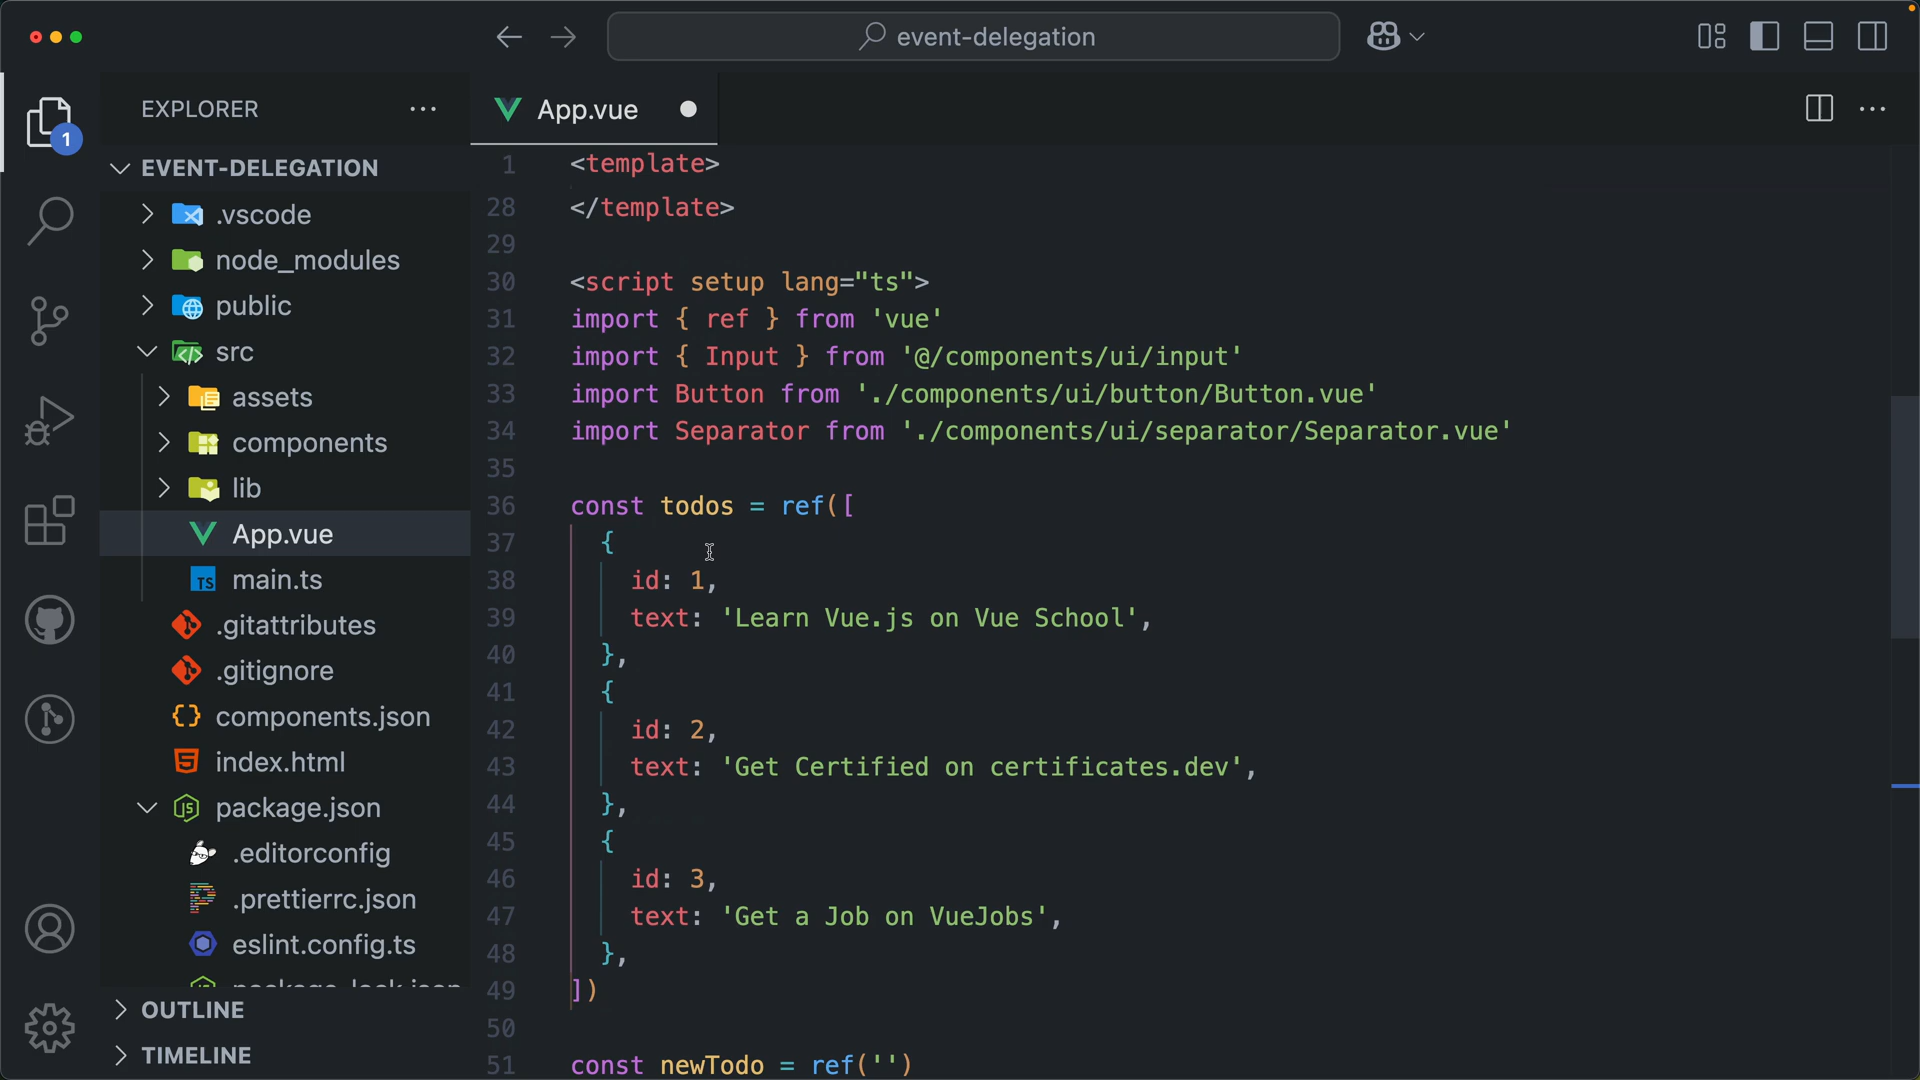 event-delegation
EXPLORER
App.vue
1
EVENT-DELEGATION
.vscode
node_modules
public
src
assets
components
lib
App.vue
TS main.ts
.gitattributes
.gitignore
components.json
index.html
package.json
.editorconfig
.prettierrc.json
eslint.config.ts
package-lock.json
OUTLINE
TIMELINE
1 <template>
28 </template>
29
30 <script setup lang="ts">
31 import { ref } from 'vue'
32 import { Input } from '@/components/ui/input'
33 import Button from './components/ui/button/Button.vue'
34 import Separator from './components/ui/separator/Separator.vue'
35
36 const todos = ref([
37 {
38 id: 1,
39 text: 'Learn Vue.js on Vue School',
40 },
41 {
42 id: 2,
43 text: 'Get Certified on certificates.dev',
44 },
45 {
46 id: 3,
47 text: 'Get a Job on VueJobs',
48 },
49 ])
50
51 const newTodo = ref('')